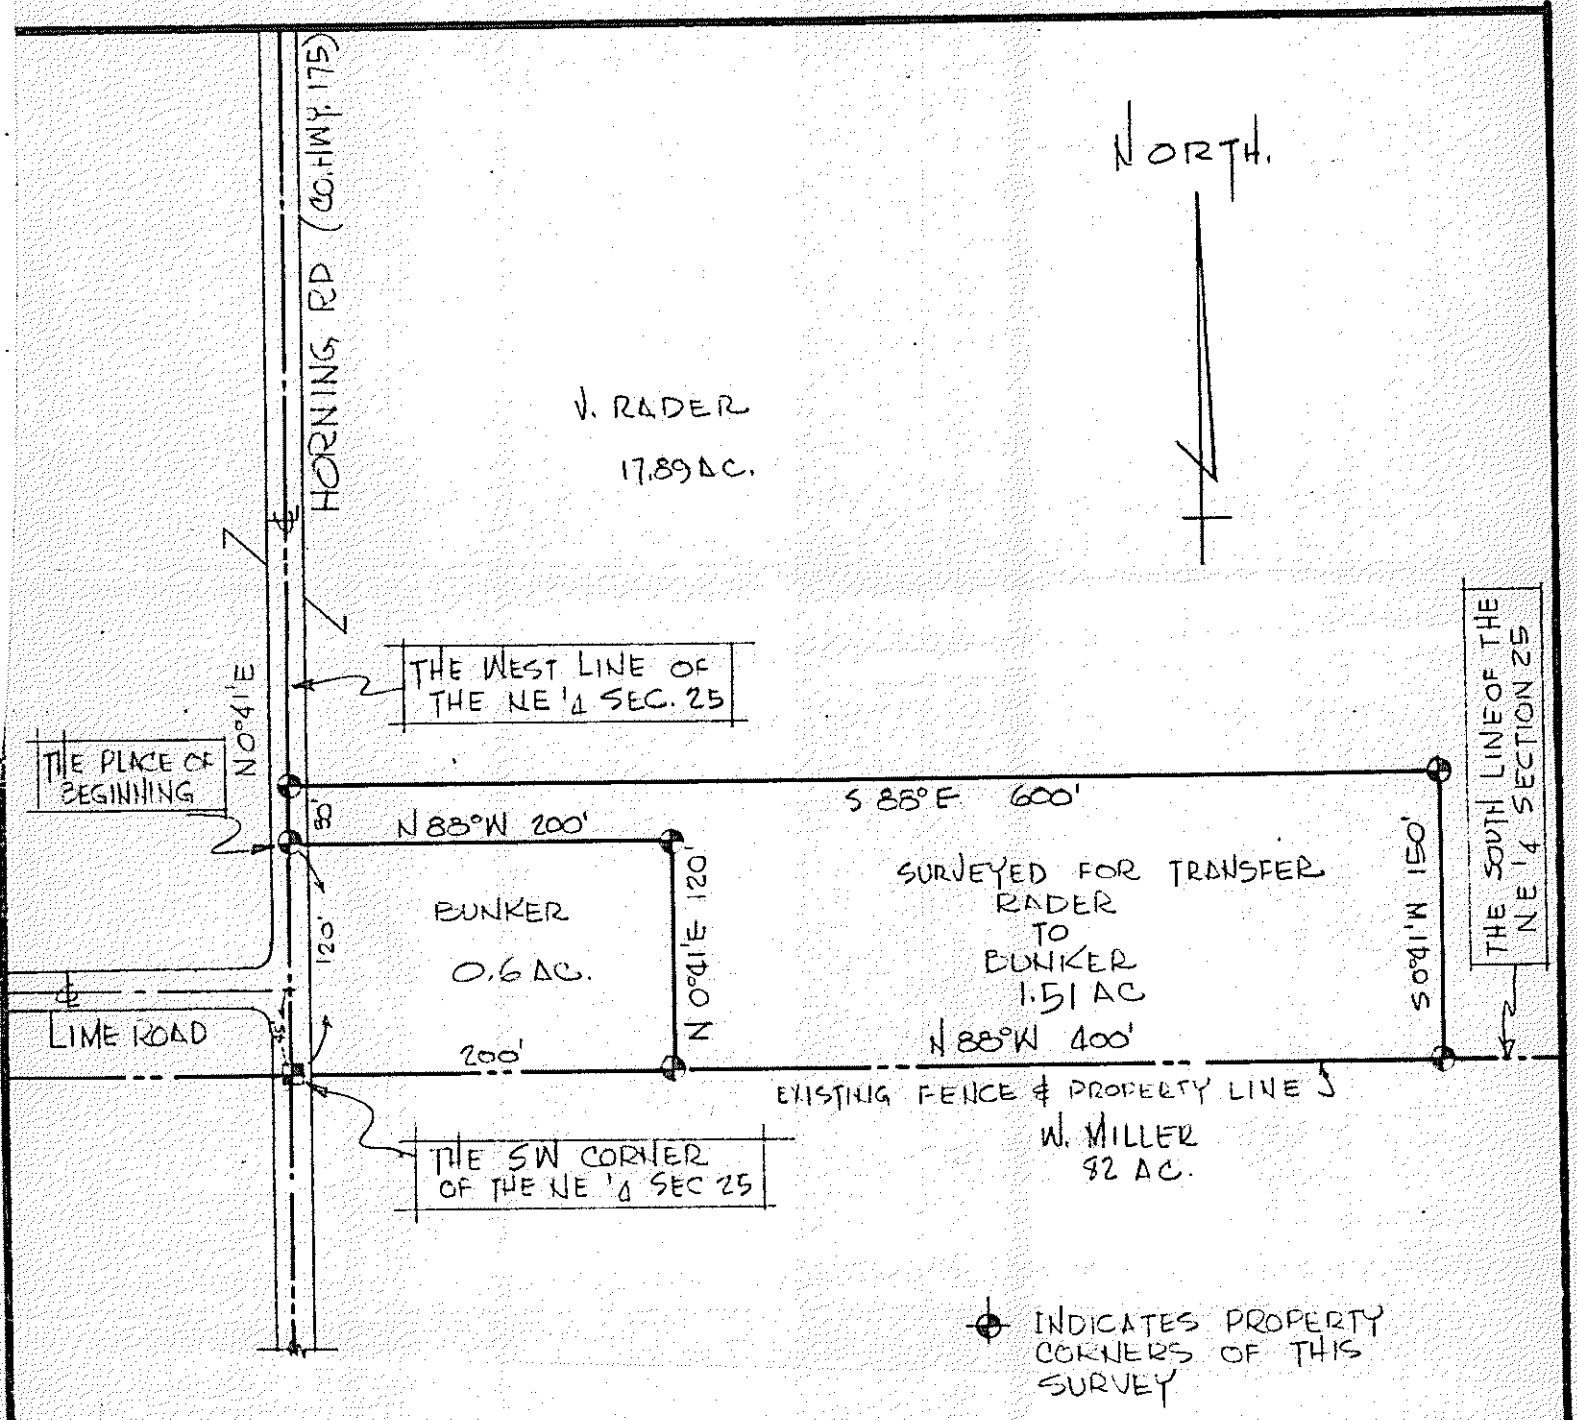 HORNING RD (CO.HWY. 175)
NORTH.
V. RADER
17.89 AC.
THE WEST LINE OF
THE NE 1/4 SEC. 25
N 0°41'E
THE PLACE OF
BEGINNING
30'
S 88°E 600'
N 88°W 200'
120'
BUNKER
0.6 AC.
N 0°41'E 120'
SURVEYED FOR TRANSFER
RADER
TO
BUNKER
1.51 AC
S 0°41'W 150'
THE SOUTH LINE OF THE
NE 1/4 SECTION 25
LIME ROAD
200'
N 88°W 400'
EXISTING FENCE & PROPERTY LINE
W. MILLER
82 AC.
THE SW CORNER
OF THE NE 1/4 SEC 25
INDICATES PROPERTY
CORNERS OF THIS
SURVEY